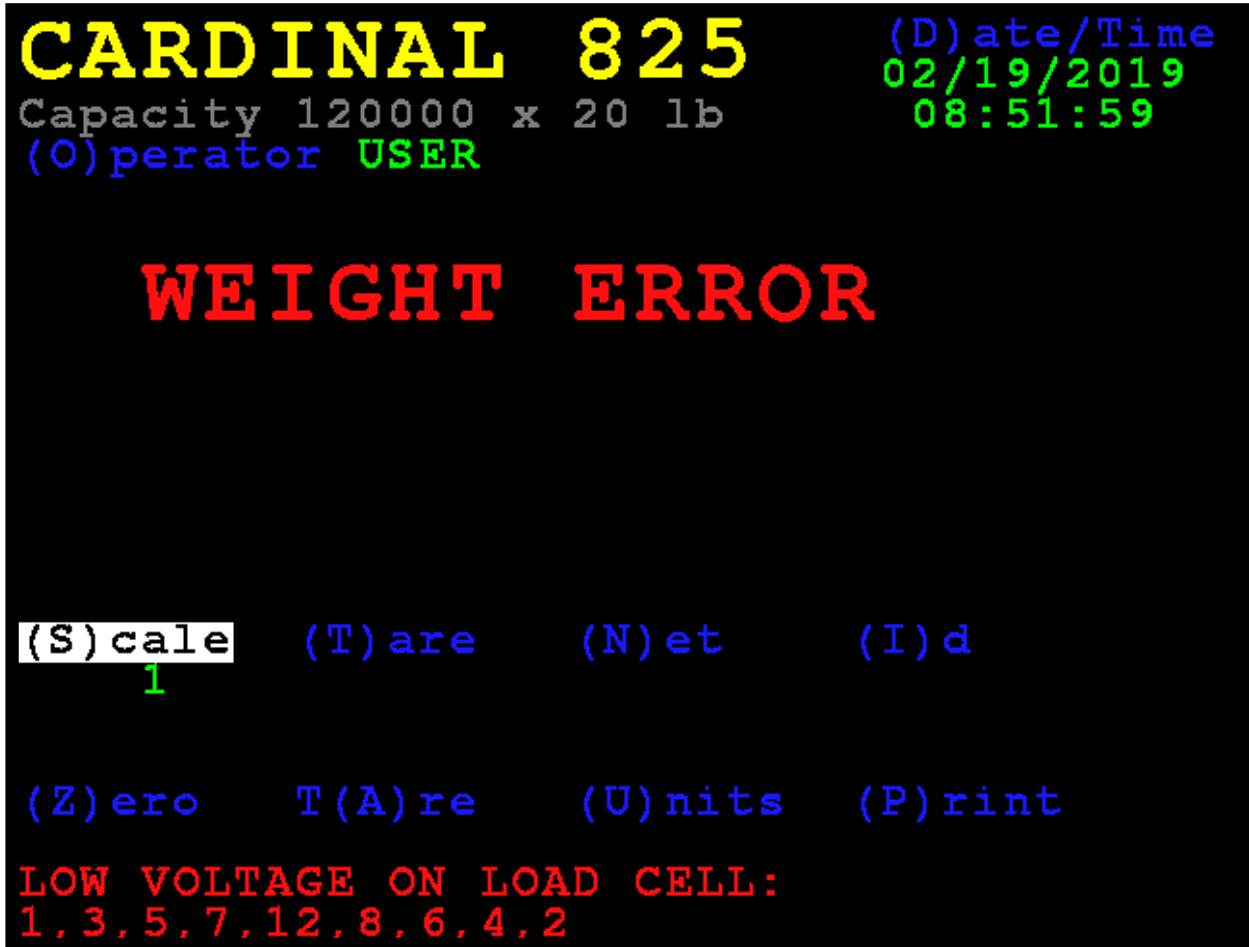 CARDINAL 825
(D)ate/Time
02/19/2019
Capacity 120000 x 20 lb
08:51:59
(O)perator USER
WEIGHT ERROR
(S)cale (T)are (N)et (I)d
1
(Z)ero T(A)re (U)nits (P)rint
LOW VOLTAGE ON LOAD CELL:
1,3,5,7,12,8,6,4,2